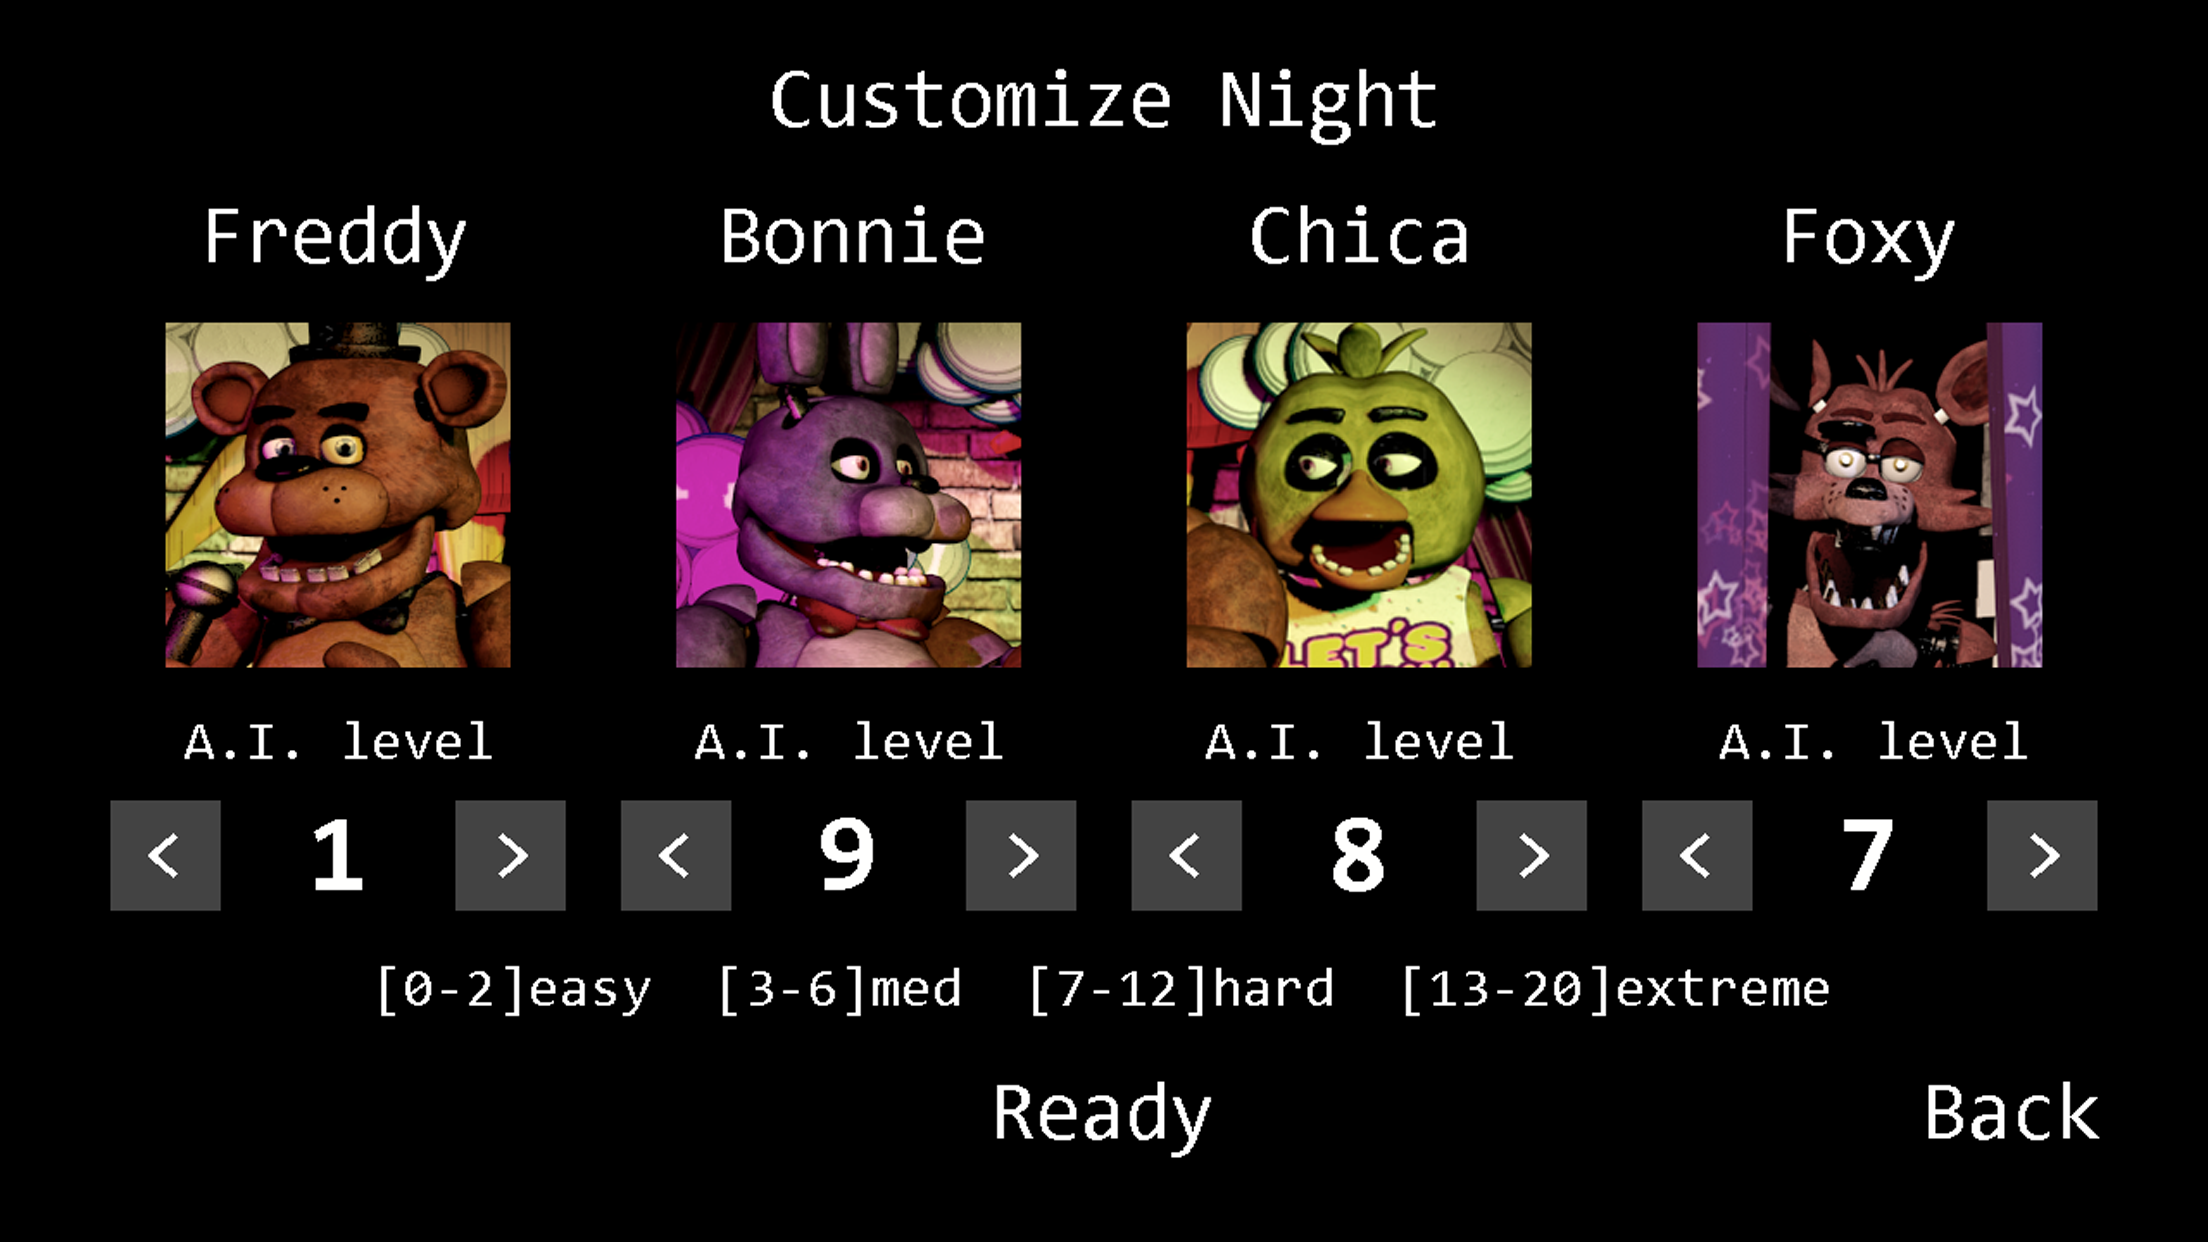 Customize Night
Freddy Bonnie Chica Foxy
LET'S
A.I. level A.I. level A.I. level A.I. level
< 1 > < 9 > < 8 > < 7 >
[0-2]easy [3-6]med [7-12]hard [13-20]extreme
Ready Back